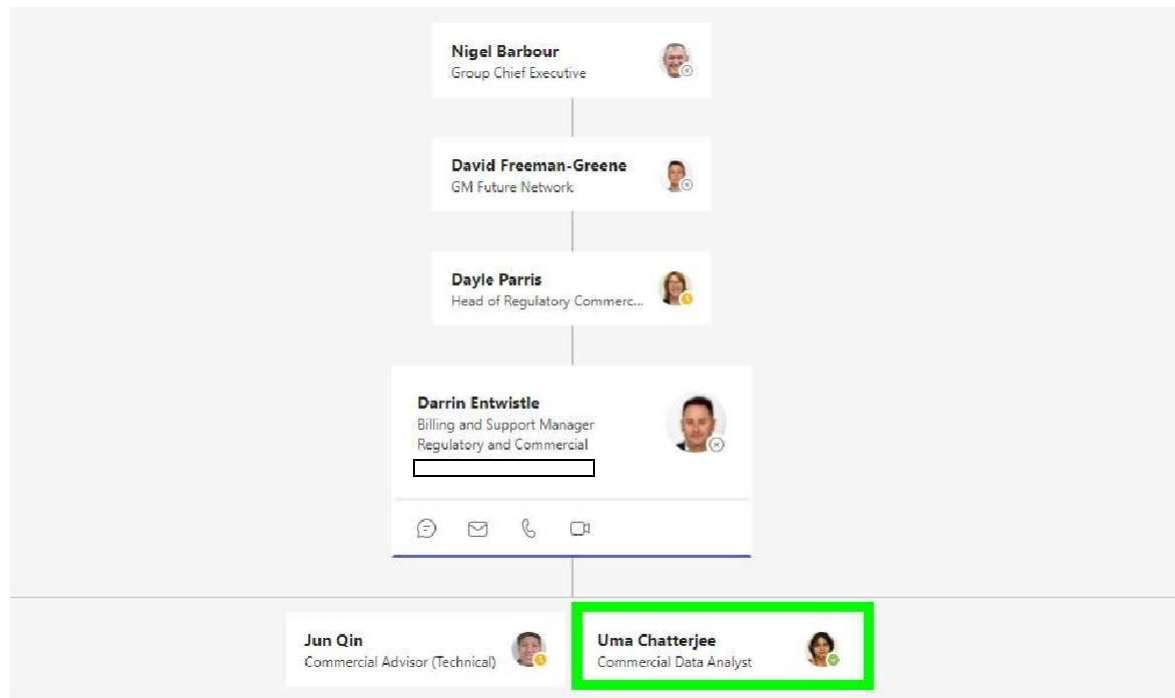 Nigel Barbour
Group Chief Executive
David Freeman-Greene
GM Future Network
Dayle Parris
Head of Regulatory Commerc...
Darrin Entwistle
Billing and Support Manager
Regulatory and Commercial
Jun Qin
Commercial Advisor (Technical)
Uma Chatterjee
Commercial Data Analyst